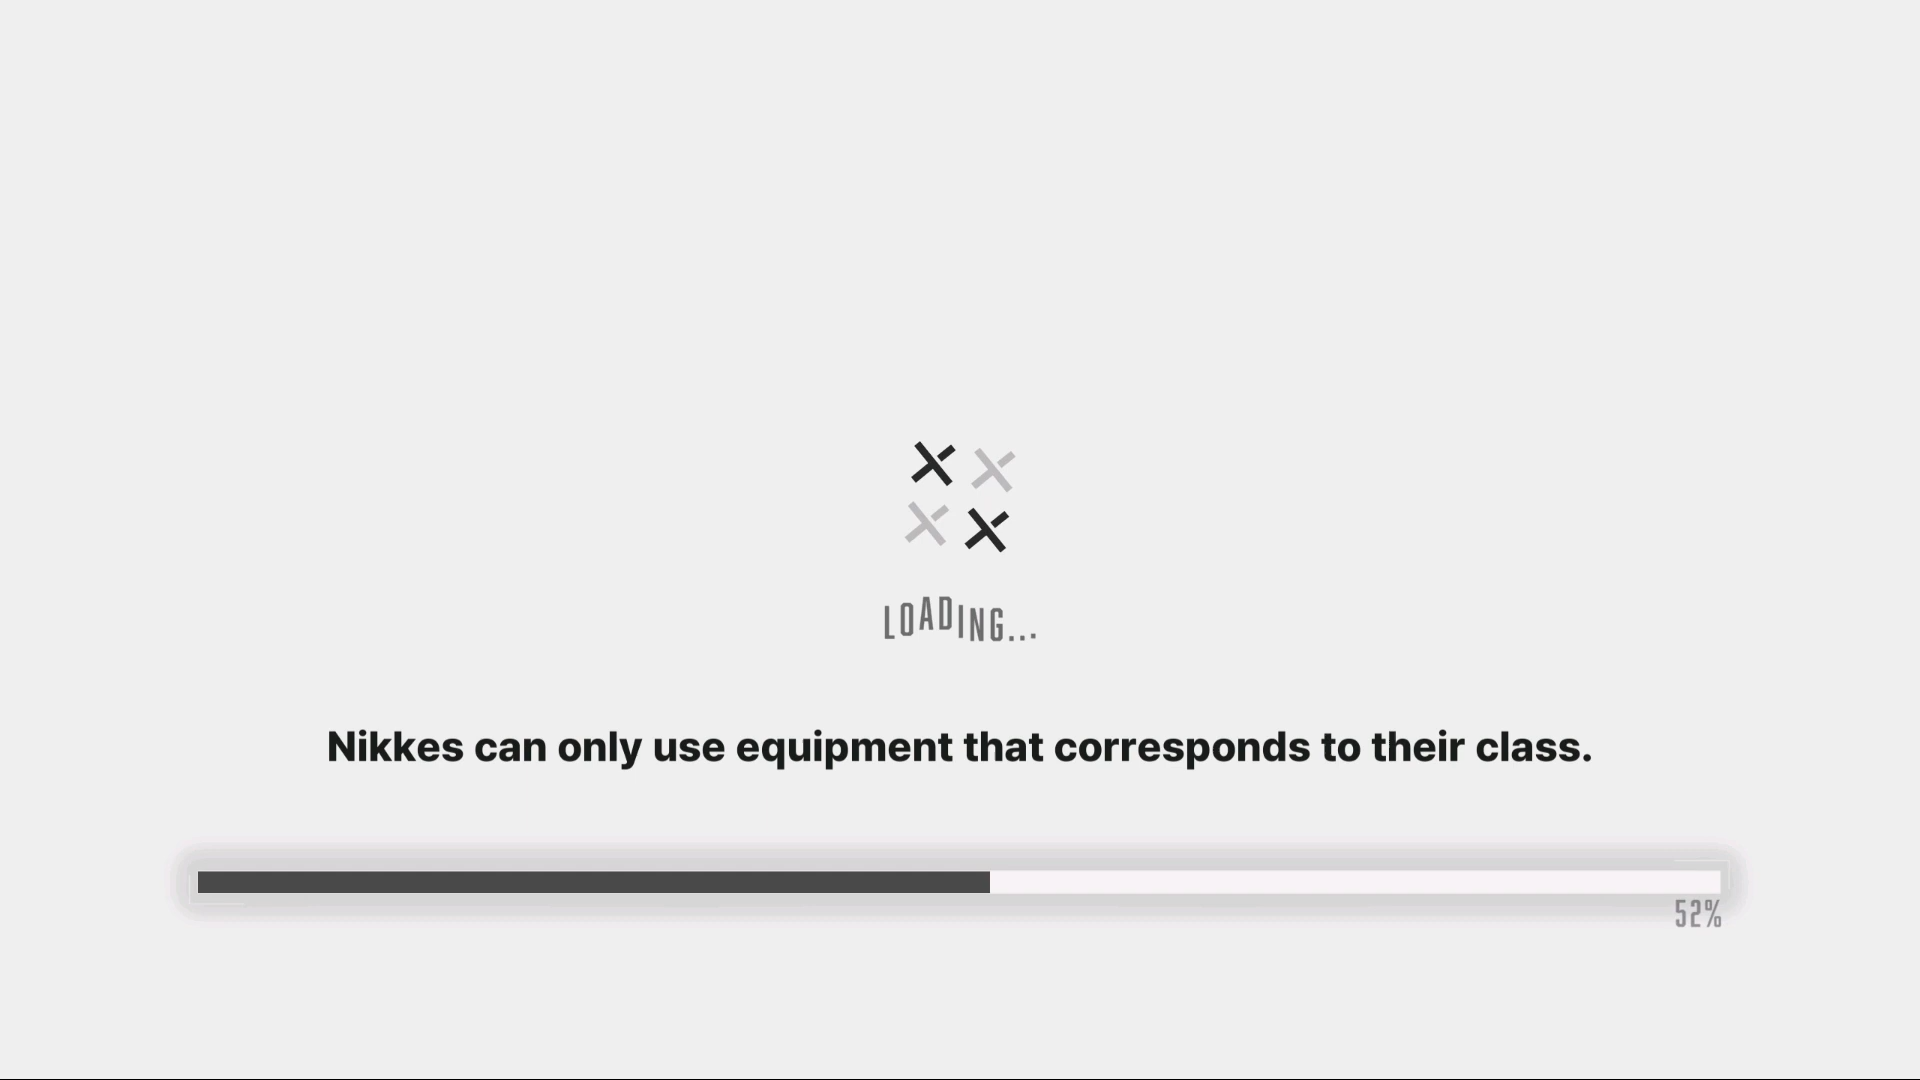 LOADING...
Nikkes can only use equipment that corresponds to their class.
52%